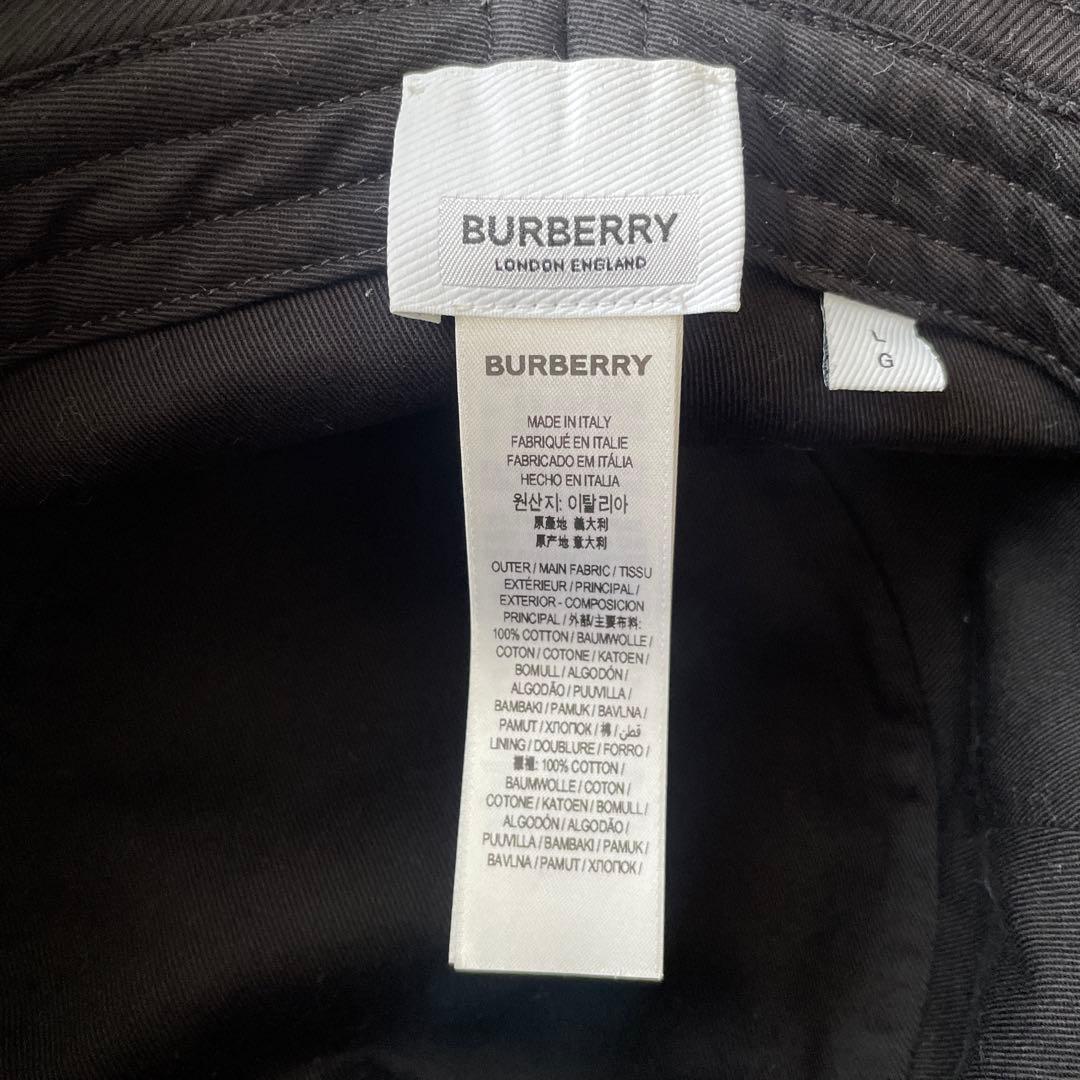 BURBERRY
LONDON ENGLAND
L
G
BURBERRY
MADE IN ITALY
FABRIQUÉ EN ITALIE
FABRICADO EM ITÁLIA
HECHO EN ITALIA
원산지: 이탈리아
原產地 義大利
原产地 意大利
OUTER / MAIN FABRIC / TISSU
EXTÉRIEUR / PRINCIPAL /
EXTERIOR - COMPOSICION
PRINCIPAL / 外部/主要布料:
100% COTTON / BAUMWOLLE /
COTON / COTONE / KATOEN /
BOMULL / ALGODÓN /
ALGODÃO / PUUVILLA /
BAMBAKI / PAMUK / BAVLNA /
PAMUT / ХЛОПОК / 棉 / قطن /
LINING / DOUBLURE / FORRO /
裏裡: 100% COTTON /
BAUMWOLLE / COTON /
COTONE / KATOEN / BOMULL /
ALGODÓN / ALGODÃO /
PUUVILLA / BAMBAKI / PAMUK /
BAVLNA / PAMUT / ХЛОПОК /